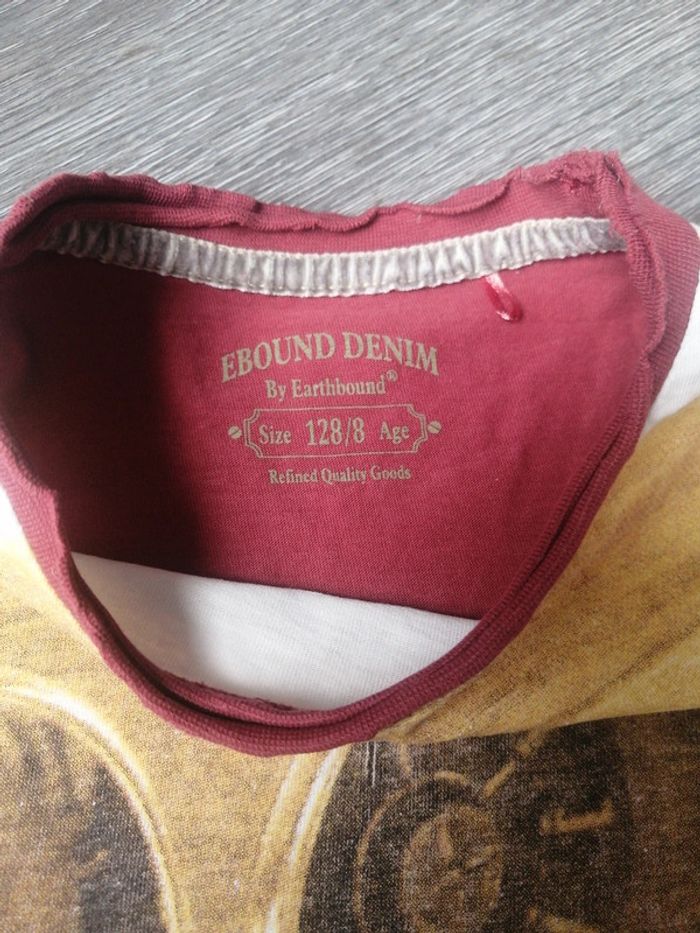 EBOUND DENIM
By Earthbound®
Size 128/8 Age
Refined Quality Goods